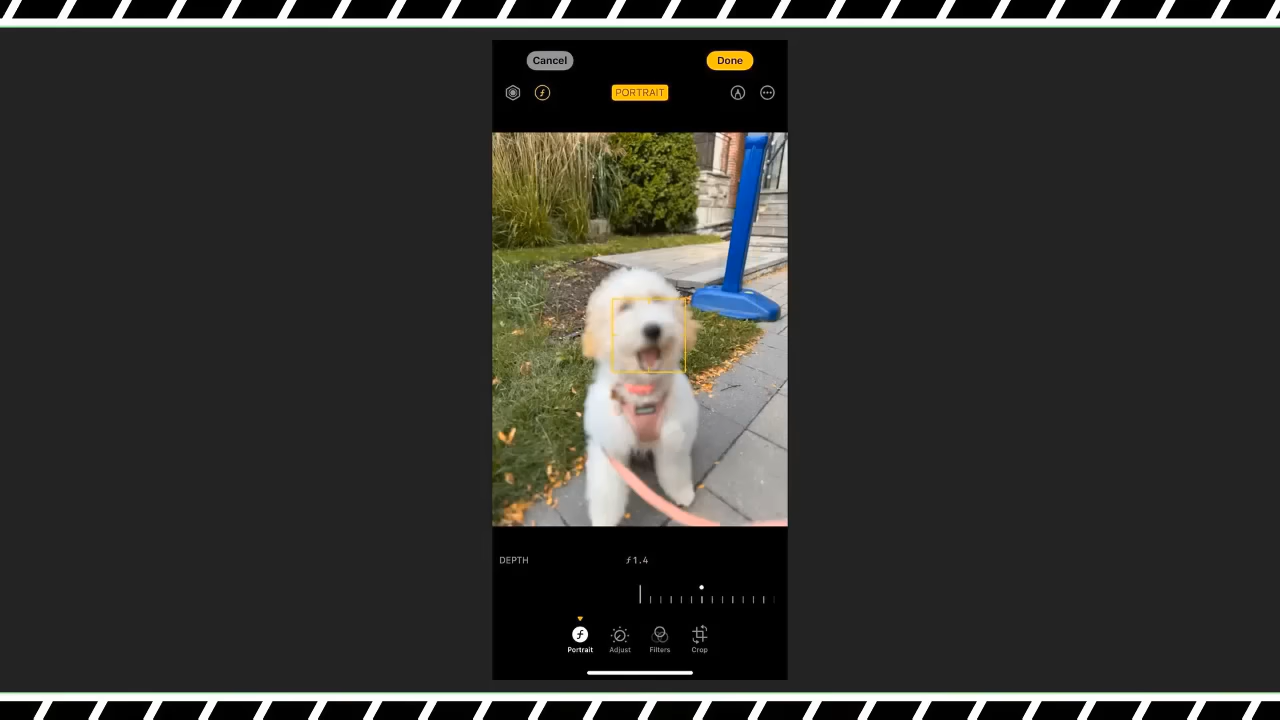 Cancel
Done
PORTRAIT
DEPTH
ƒ1.4
Portrait
Adjust
Filters
Crop